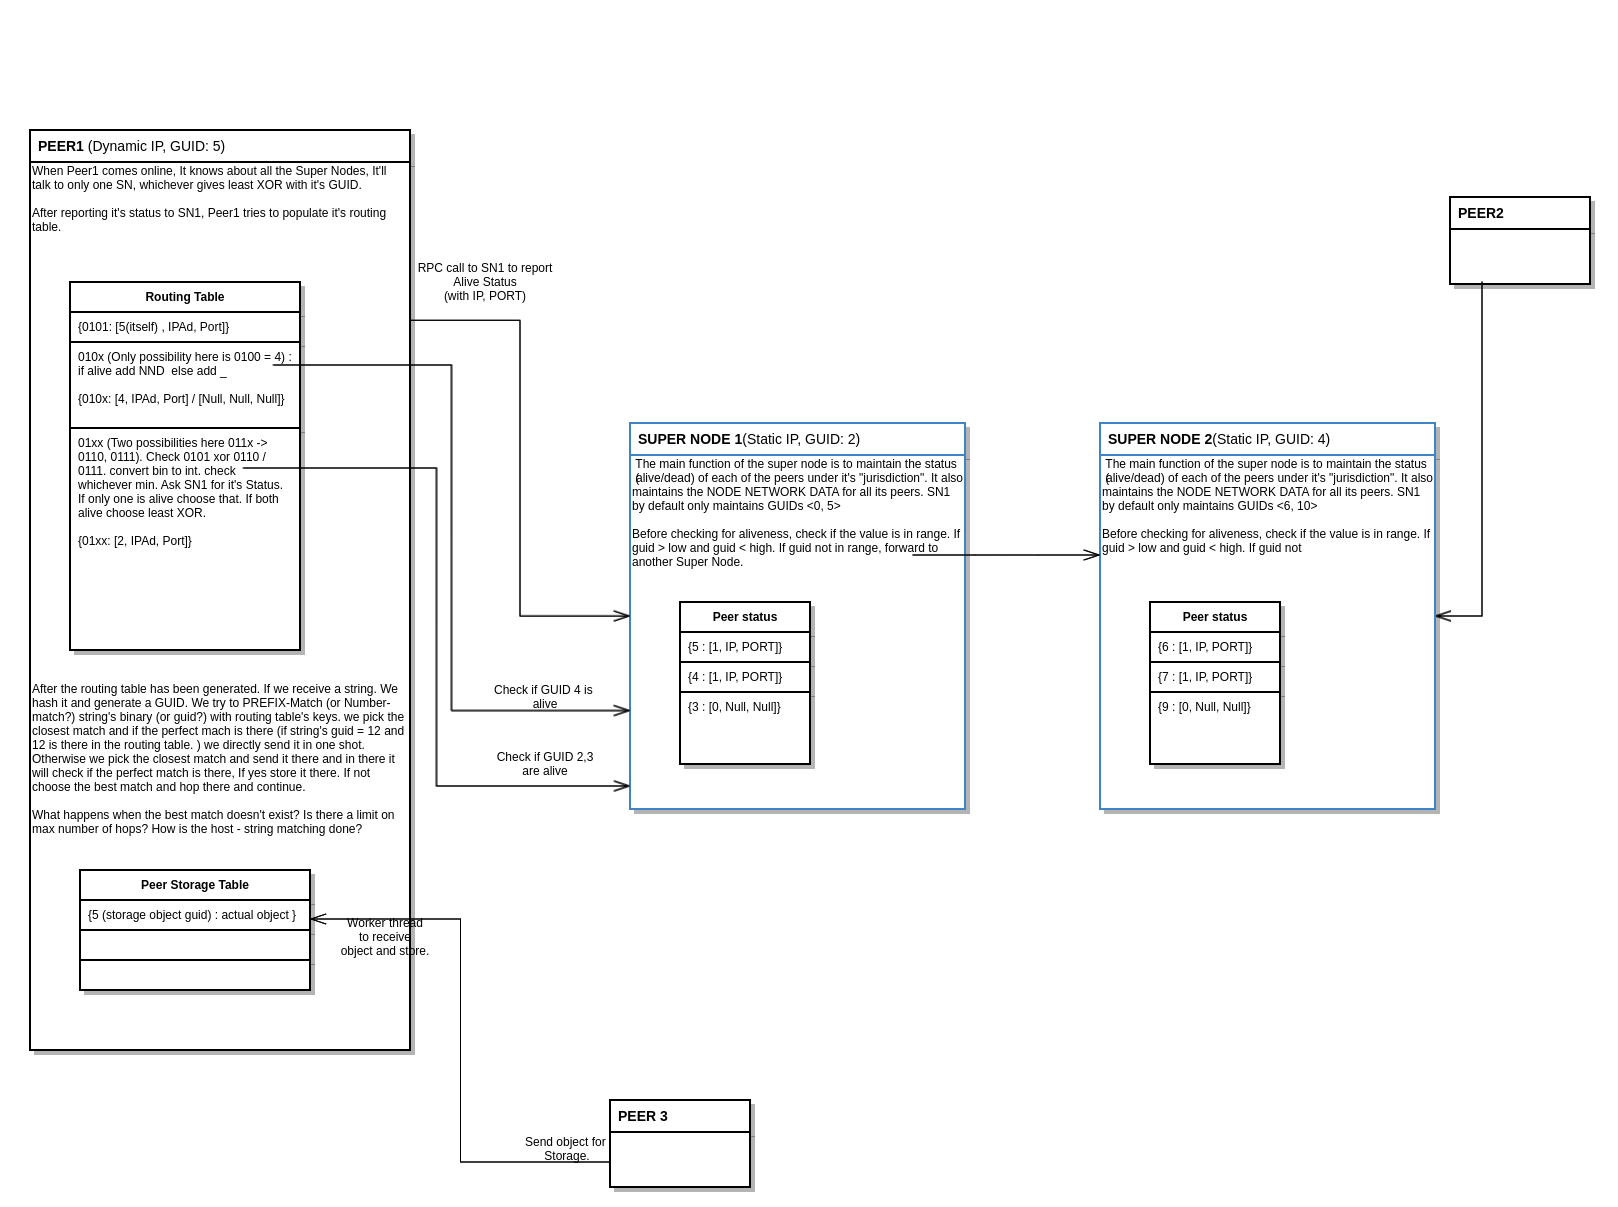 PEER1 (Dynamic IP, GUID: 5)
When Peer1 comes online, It knows about all the Super Nodes, It'll
talk to only one SN, whichever gives least XOR with it's GUID.
After reporting it's status to SN1, Peer1 tries to populate it's routing
table.
Routing Table
{0101: [5(itself) , IPAd, Port]}
010x (Only possibility here is 0100 = 4) :
if alive add NND  else add _
{010x: [4, IPAd, Port] / [Null, Null, Null]}
01xx (Two possibilities here 011x ->
0110, 0111). Check 0101 xor 0110 /
0111. convert bin to int. check
whichever min. Ask SN1 for it's Status.
If only one is alive choose that. If both
alive choose least XOR.
{01xx: [2, IPAd, Port]}
After the routing table has been generated. If we receive a string. We
hash it and generate a GUID. We try to PREFIX-Match (or Number-
match?) string's binary (or guid?) with routing table's keys. we pick the
closest match and if the perfect mach is there (if string's guid = 12 and
12 is there in the routing table. ) we directly send it in one shot.
Otherwise we pick the closest match and send it there and in there it
will check if the perfect match is there, If yes store it there. If not
choose the best match and hop there and continue.
What happens when the best match doesn't exist? Is there a limit on
max number of hops? How is the host - string matching done?
Peer Storage Table
{5 (storage object guid) : actual object }
Worker thread
to receive
object and store.
RPC call to SN1 to report
Alive Status
(with IP, PORT)
Check if GUID 4 is
alive
Check if GUID 2,3
are alive
SUPER NODE 1(Static IP, GUID: 2)
The main function of the super node is to maintain the status
(alive/dead) of each of the peers under it's "jurisdiction". It also
maintains the NODE NETWORK DATA for all its peers. SN1
by default only maintains GUIDs <0, 5>
Before checking for aliveness, check if the value is in range. If
guid > low and guid < high. If guid not in range, forward to
another Super Node.
Peer status
{5 : [1, IP, PORT]}
{4 : [1, IP, PORT]}
{3 : [0, Null, Null]}
SUPER NODE 2(Static IP, GUID: 4)
The main function of the super node is to maintain the status
(alive/dead) of each of the peers under it's "jurisdiction". It also
maintains the NODE NETWORK DATA for all its peers. SN1
by default only maintains GUIDs <6, 10>
Before checking for aliveness, check if the value is in range. If
guid > low and guid < high. If guid not
Peer status
{6 : [1, IP, PORT]}
{7 : [1, IP, PORT]}
{9 : [0, Null, Null]}
PEER2
PEER 3
Send object for
Storage.